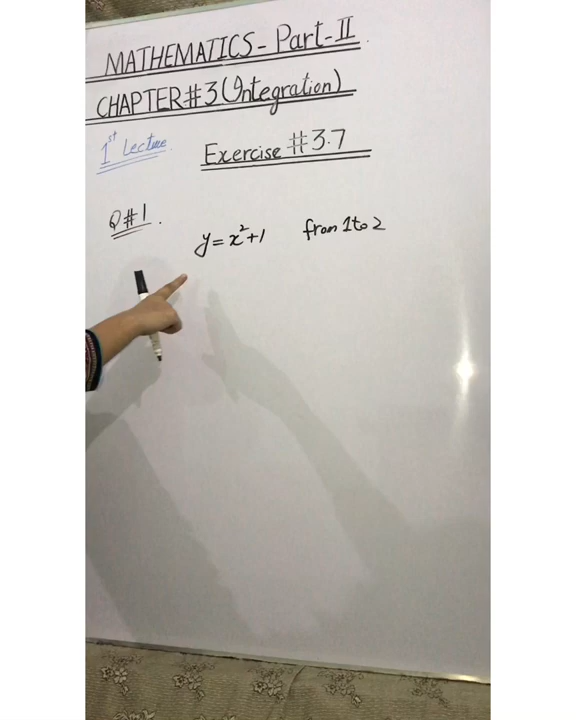 MATHEMATICS - Part-II.
CHAPTER#3(Integration)
1st Lecture.
Exercise #3.7
Q#1.
y=x²+1 from 1 to 2